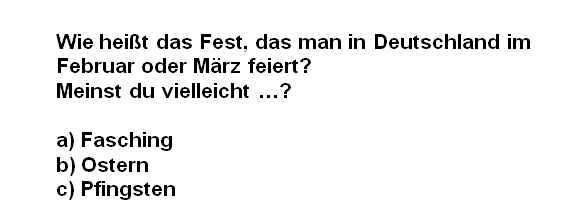 Wie heißt das Fest, das man in Deutschland im
Februar oder März feiert?
Meinst du vielleicht …?
a) Fasching
b) Ostern
c) Pfingsten